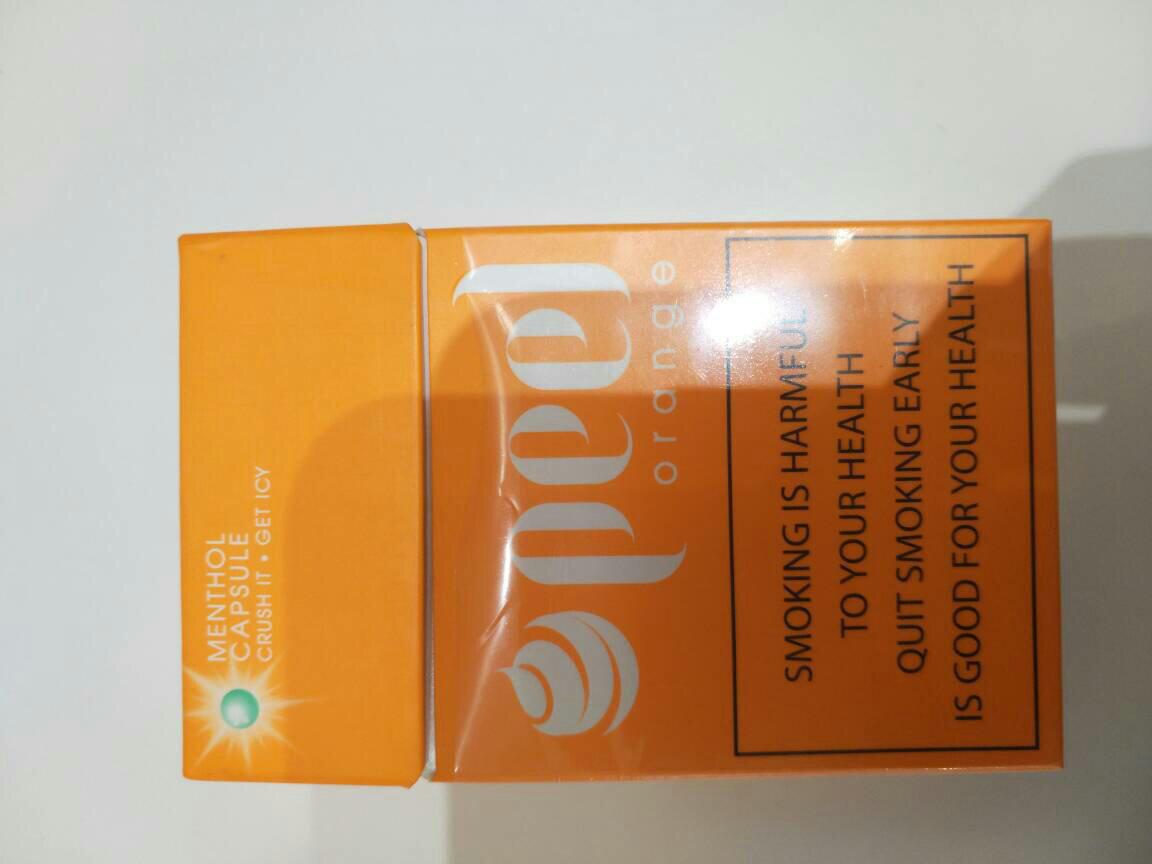 MENTHOL
CAPSULE
CRUSH IT • GET ICY
peel
orange
SMOKING IS HARMFUL
TO YOUR HEALTH
QUIT SMOKING EARLY
IS GOOD FOR YOUR HEALTH